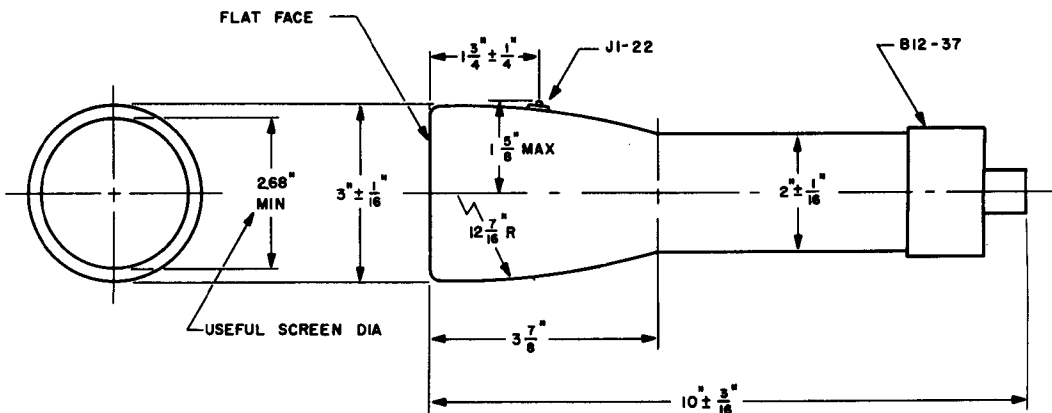 FLAT FACE
1 3/4" ± 1/4"
J1-22
B12-37
1 5/8" MAX
2.68"
MIN
3" ± 1/16"
2" ± 1/16"
12 7/16" R
USEFUL SCREEN DIA
3 7/8"
10" ± 3/16"